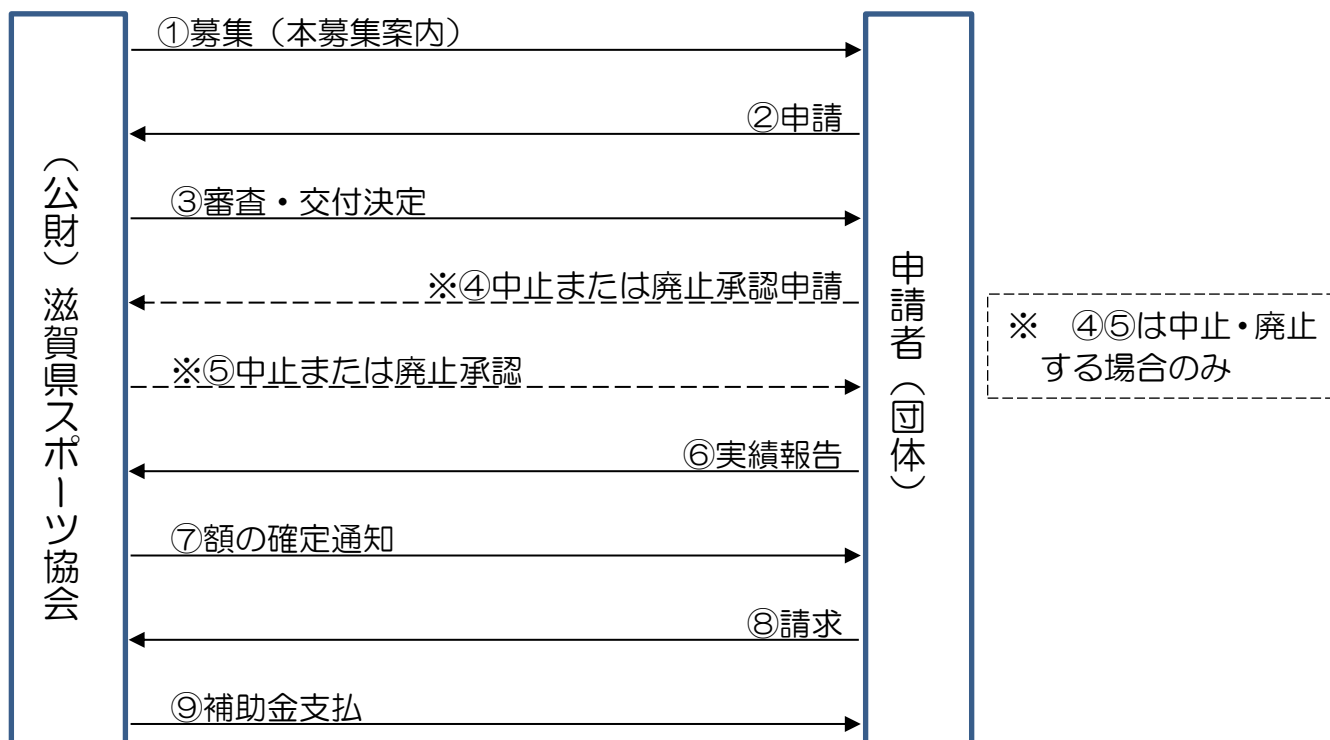 ①募集（本募集案内）
②申請
③審査・交付決定
※④中止または廃止承認申請
※⑤中止または廃止承認
⑥実績報告
⑦額の確定通知
⑧請求
⑨補助金支払
（公財）滋賀県スポーツ協会
申請者（団体）
※　④⑤は中止・廃止
する場合のみ